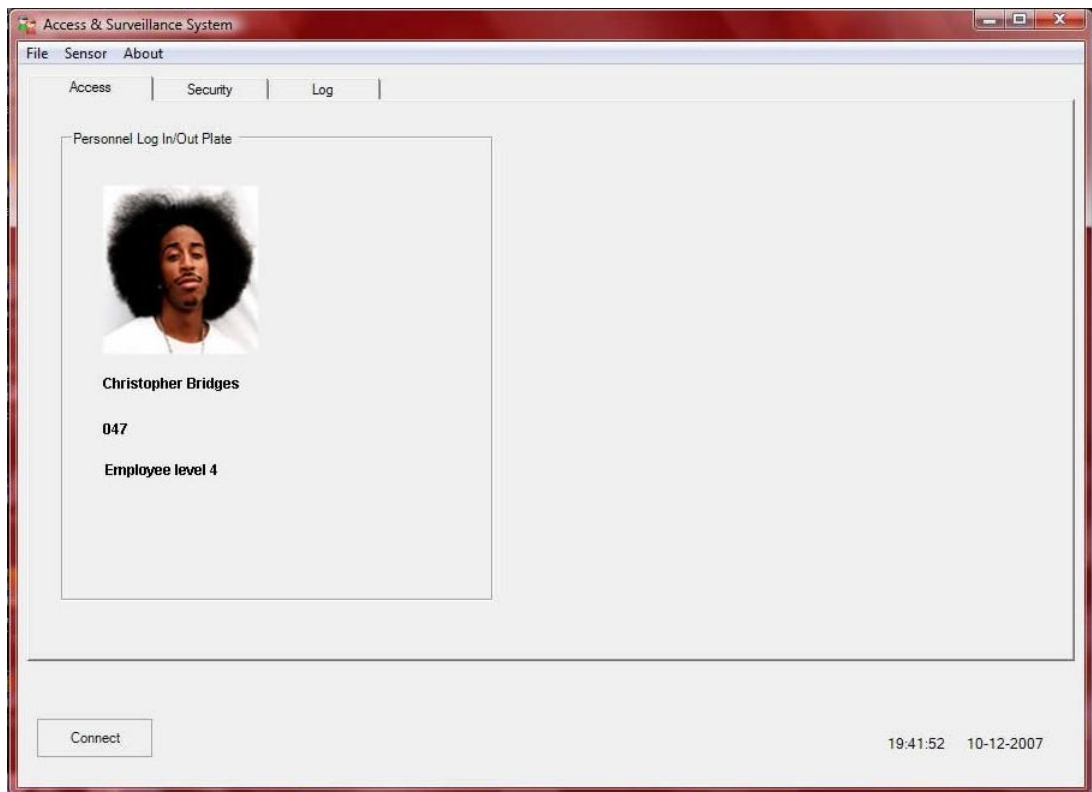 Access & Surveillance System
File Sensor About
Access Security Log
Personnel Log In/Out Plate
Christopher Bridges
047
Employee level 4
Connect
19:41:52 10-12-2007